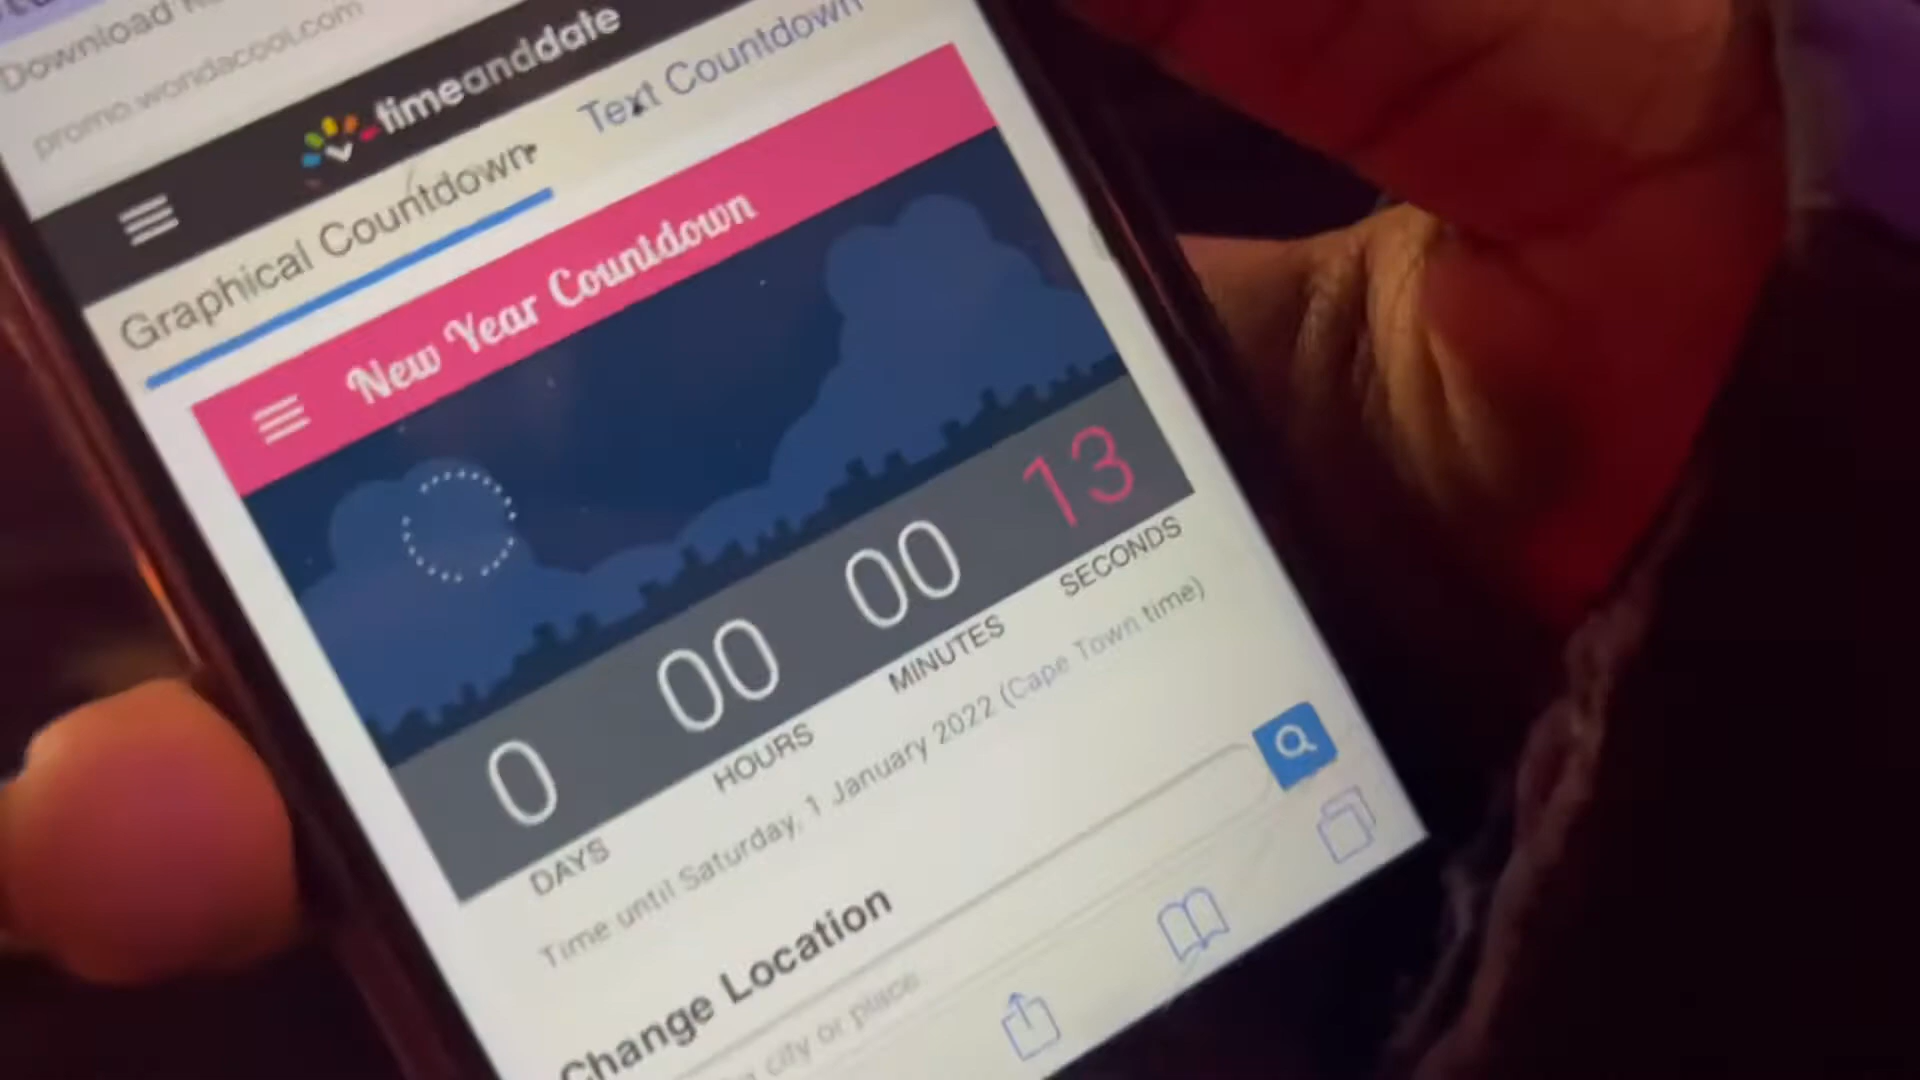 Download
promo.wondacool.com
timeanddate
Graphical Countdown
Text Countdown
New Year Countdown
0 00 00 13
DAYS HOURS MINUTES SECONDS
Time until Saturday, 1 January 2022 (Cape Town time)
Change Location
city or place